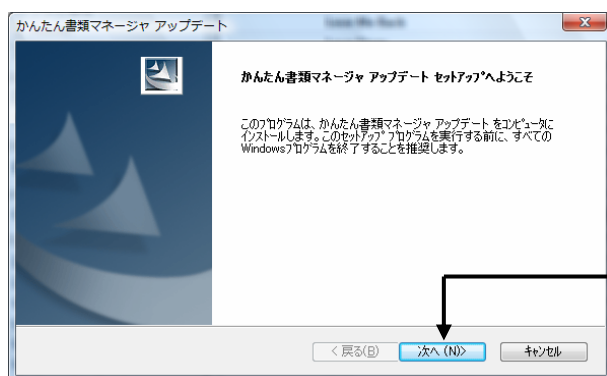 かんたん書類マネージャ アップデート
かんたん書類マネージャ アップデート セットアップへようこそ
このプログラムは、かんたん書類マネージャ アップデート をコンピュータに
インストールします。このセットアップ プログラムを実行する前に、すべての
Windowsプログラムを終了することを推奨します。
< 戻る(B) 次へ (N)> キャンセル